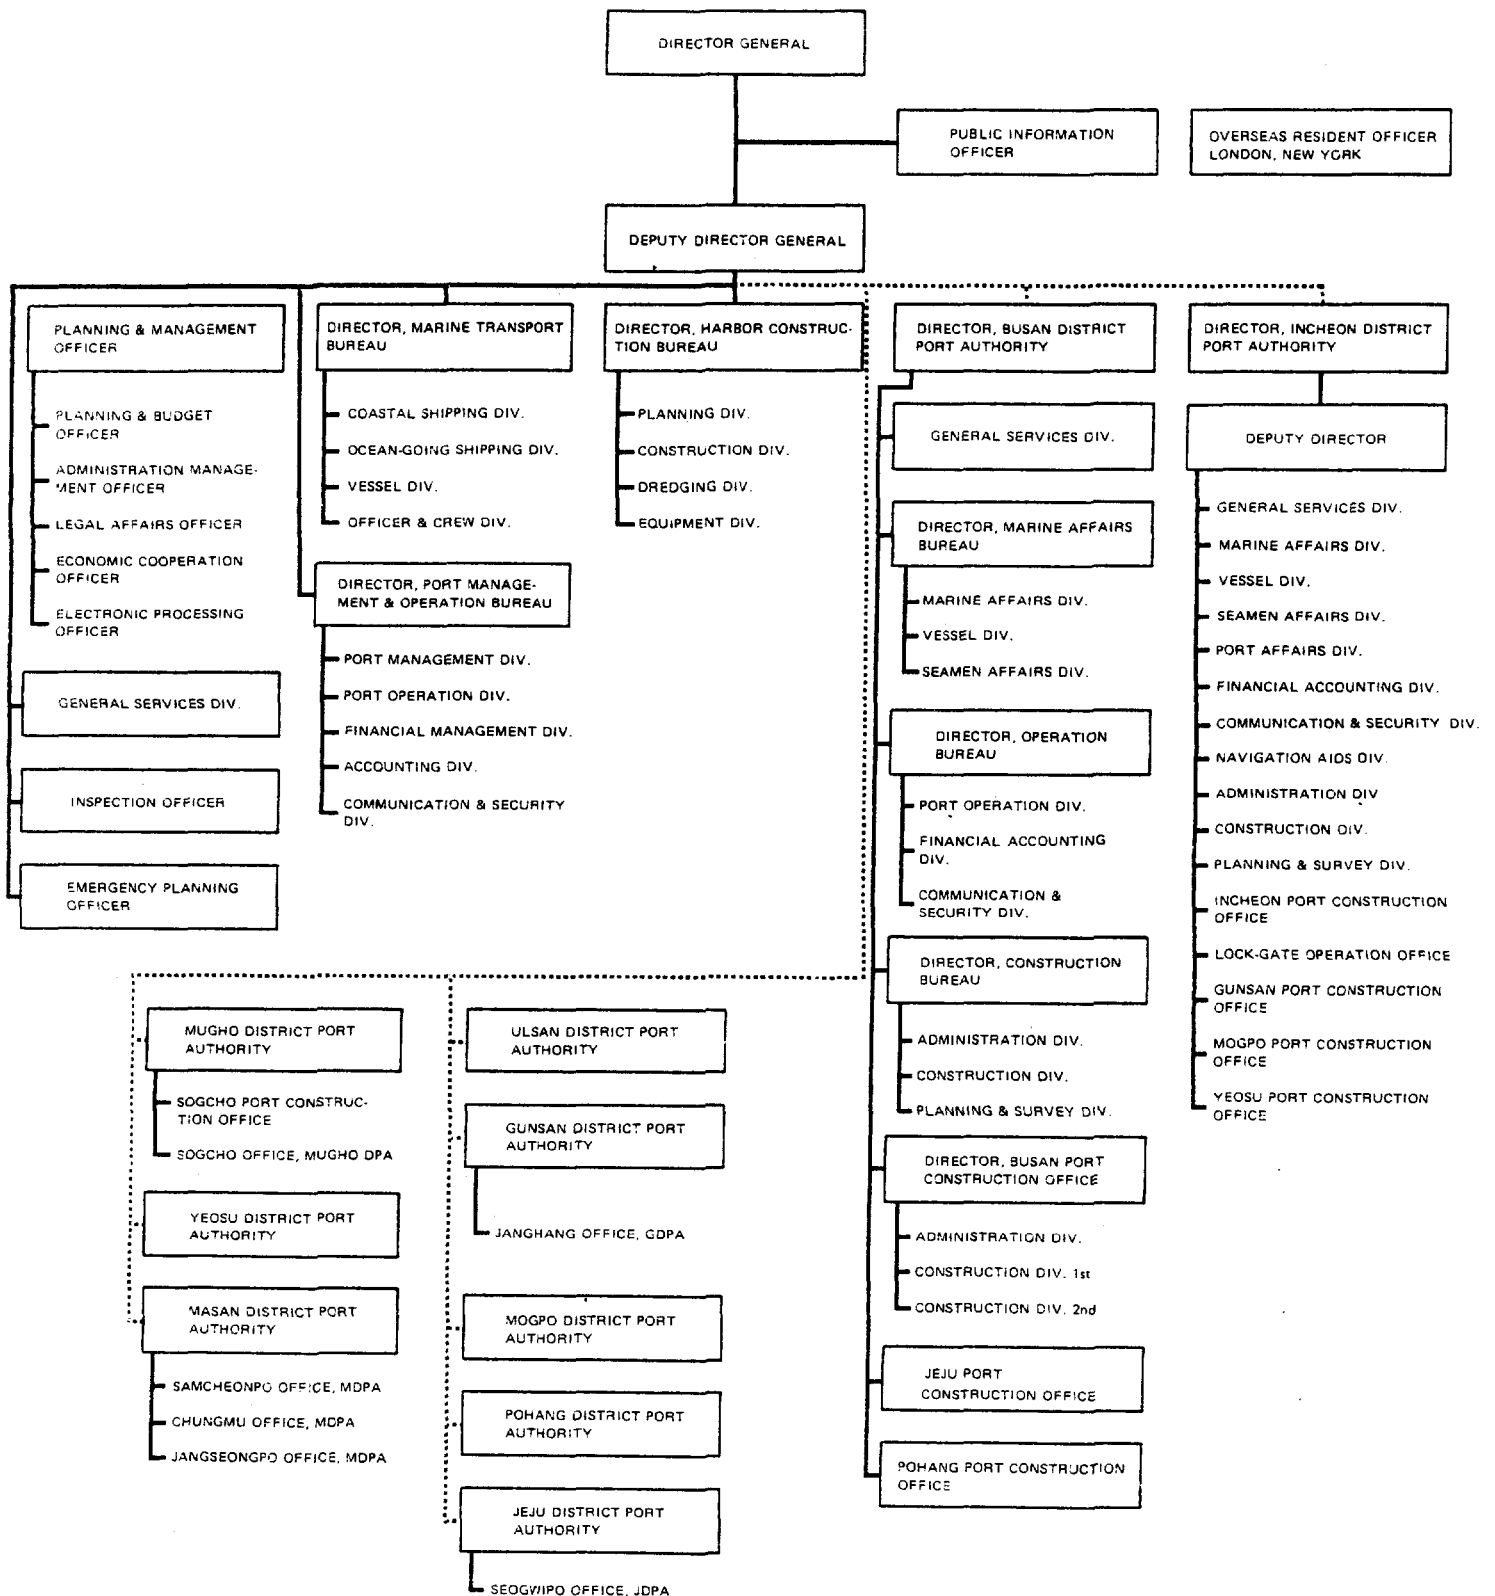 DIRECTOR GENERAL
PUBLIC INFORMATION
OFFICER
OVERSEAS RESIDENT OFFICER
LONDON, NEW YORK
DEPUTY DIRECTOR GENERAL
PLANNING & MANAGEMENT
OFFICER
PLANNING & BUDGET
OFFICER
ADMINISTRATION MANAGE-
MENT OFFICER
LEGAL AFFAIRS OFFICER
ECONOMIC COOPERATION
OFFICER
ELECTRONIC PROCESSING
OFFICER
GENERAL SERVICES DIV.
INSPECTION OFFICER
EMERGENCY PLANNING
OFFICER
DIRECTOR, MARINE TRANSPORT
BUREAU
COASTAL SHIPPING DIV.
OCEAN-GOING SHIPPING DIV.
VESSEL DIV.
OFFICER & CREW DIV.
DIRECTOR, PORT MANAGE-
MENT & OPERATION BUREAU
PORT MANAGEMENT DIV.
PORT OPERATION DIV.
FINANCIAL MANAGEMENT DIV.
ACCOUNTING DIV.
COMMUNICATION & SECURITY
DIV.
DIRECTOR, HARBOR CONSTRUC-
TION BUREAU
PLANNING DIV.
CONSTRUCTION DIV.
DREDGING DIV.
EQUIPMENT DIV.
DIRECTOR, BUSAN DISTRICT
PORT AUTHORITY
GENERAL SERVICES DIV.
DIRECTOR, MARINE AFFAIRS
BUREAU
MARINE AFFAIRS DIV.
VESSEL DIV.
SEAMEN AFFAIRS DIV.
DIRECTOR, OPERATION
BUREAU
PORT OPERATION DIV.
FINANCIAL ACCOUNTING
DIV.
COMMUNICATION &
SECURITY DIV.
DIRECTOR, CONSTRUCTION
BUREAU
ADMINISTRATION DIV.
CONSTRUCTION DIV.
PLANNING & SURVEY DIV.
DIRECTOR, BUSAN PORT
CONSTRUCTION OFFICE
ADMINISTRATION DIV.
CONSTRUCTION DIV. 1st
CONSTRUCTION DIV. 2nd
JEJU PORT
CONSTRUCTION OFFICE
POHANG PORT CONSTRUCTION
OFFICE
DIRECTOR, INCHEON DISTRICT
PORT AUTHORITY
DEPUTY DIRECTOR
GENERAL SERVICES DIV.
MARINE AFFAIRS DIV.
VESSEL DIV.
SEAMEN AFFAIRS DIV.
PORT AFFAIRS DIV.
FINANCIAL ACCOUNTING DIV.
COMMUNICATION & SECURITY DIV.
NAVIGATION AIDS DIV.
ADMINISTRATION DIV
CONSTRUCTION DIV.
PLANNING & SURVEY DIV.
INCHEON PORT CONSTRUCTION
OFFICE
LOCK-GATE OPERATION OFFICE
GUNSAN PORT CONSTRUCTION
OFFICE
MOGPO PORT CONSTRUCTION
OFFICE
YEOSU PORT CONSTRUCTION
OFFICE
MUGHO DISTRICT PORT
AUTHORITY
SOGCHO PORT CONSTRUC-
TION OFFICE
SOGCHO OFFICE, MUGHO DPA
YEOSU DISTRICT PORT
AUTHORITY
MASAN DISTRICT PORT
AUTHORITY
SAMCHEONPO OFFICE, MDPA
CHUNGMU OFFICE, MDPA
JANGSEONGPO OFFICE, MDPA
ULSAN DISTRICT PORT
AUTHORITY
GUNSAN DISTRICT PORT
AUTHORITY
JANGHANG OFFICE, GDPA
MOGPO DISTRICT PORT
AUTHORITY
POHANG DISTRICT PORT
AUTHORITY
JEJU DISTRICT PORT
AUTHORITY
SEOGWIPO OFFICE, JDPA